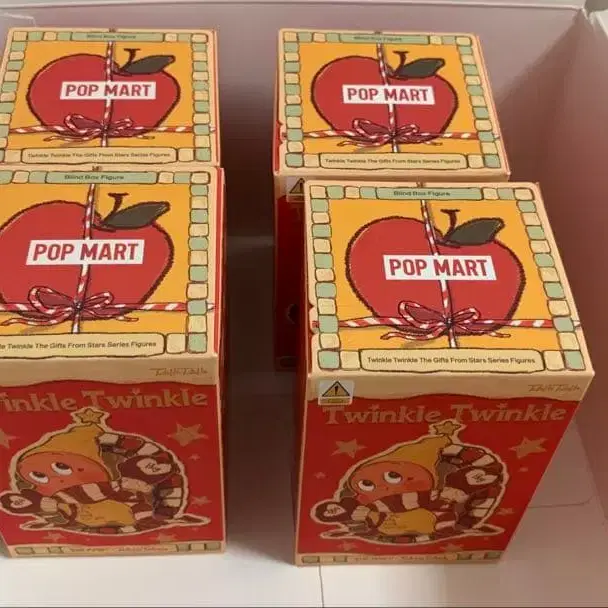 Blind Box Figure
POP MART
Twinkle Twinkle The Gifts From Stars Series Figures
Blind Box Figure
POP MART
Twinkle Twinkle The Gifts From Stars Series Figures
Blind Box Figure
POP MART
Twinkle The Gifts From Stars Series Figures
inkle Twinkle
Blind Box Figure
POP MART
Twinkle Twinkle The Gifts From Stars Series Figures
Twinkle Twinkle